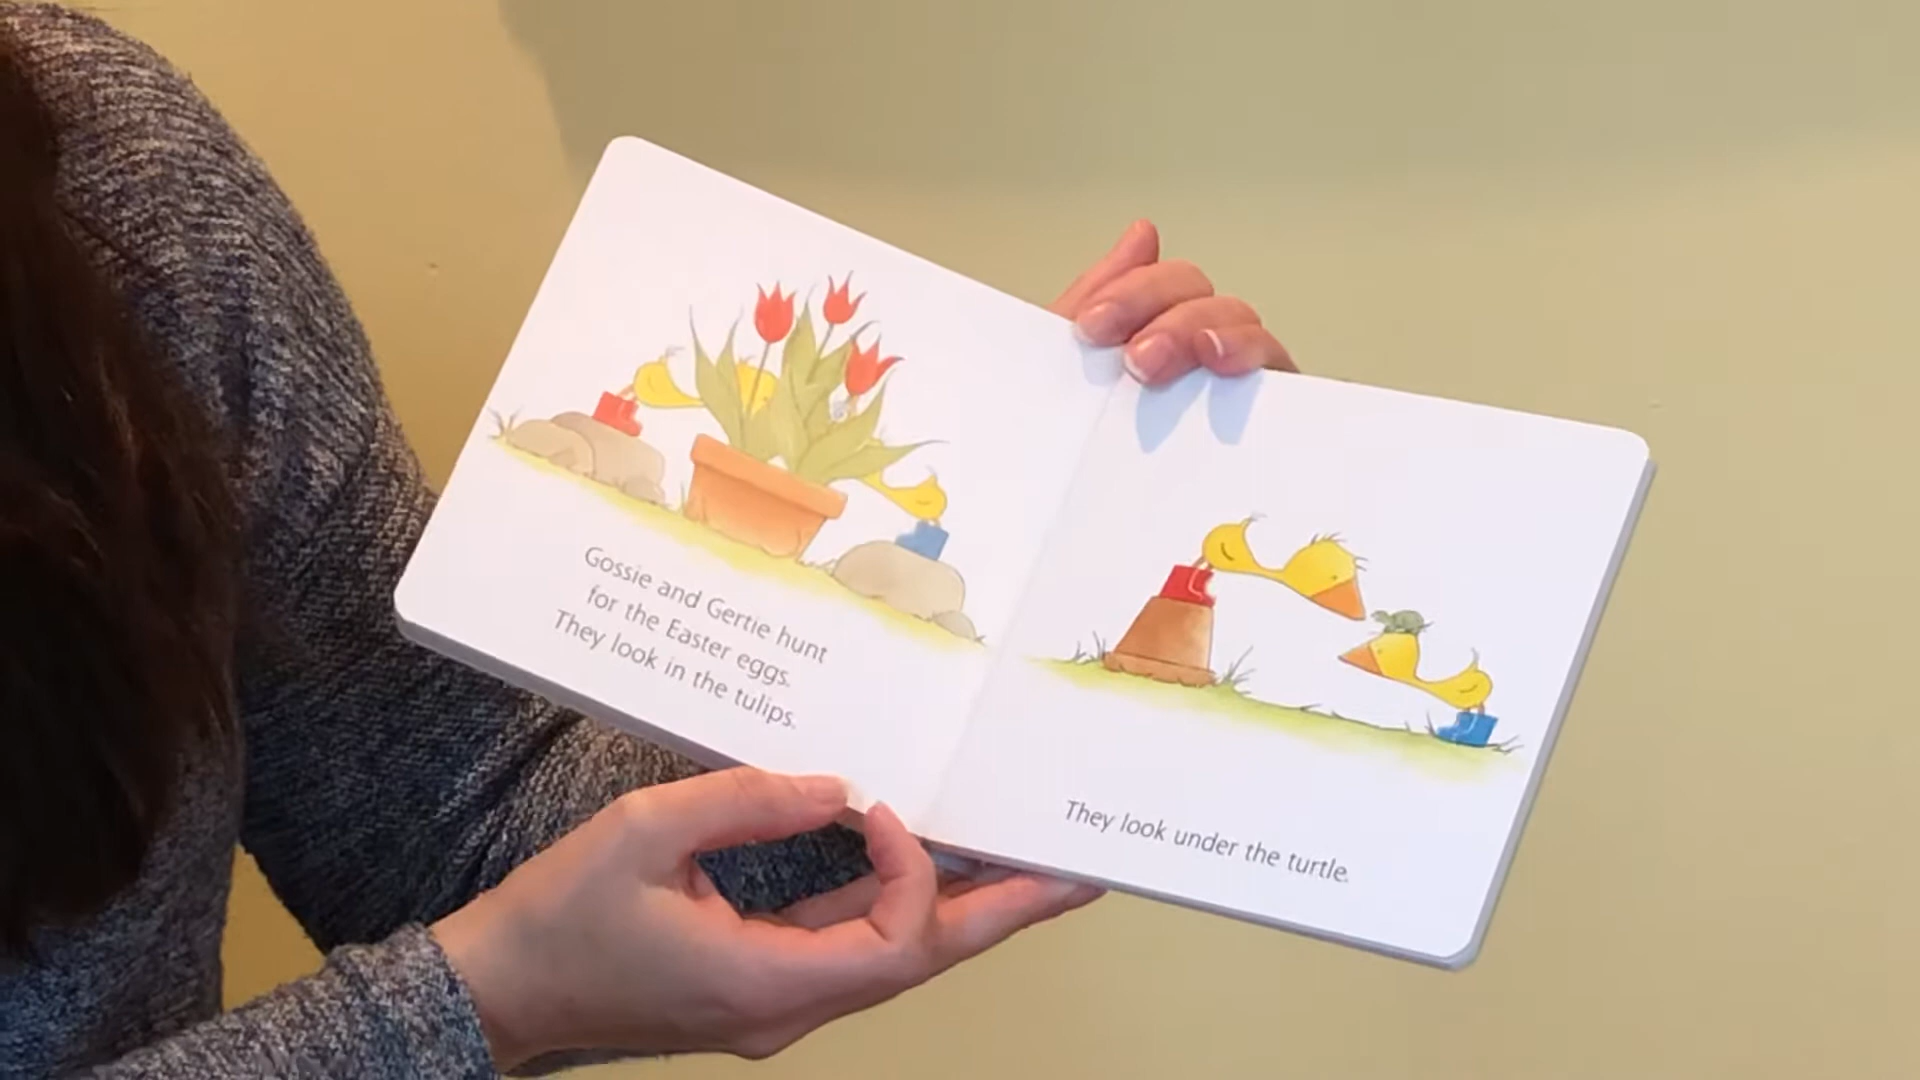 Gossie and Gertie hunt
for the Easter eggs.
They look in the tulips.
They look under the turtle.